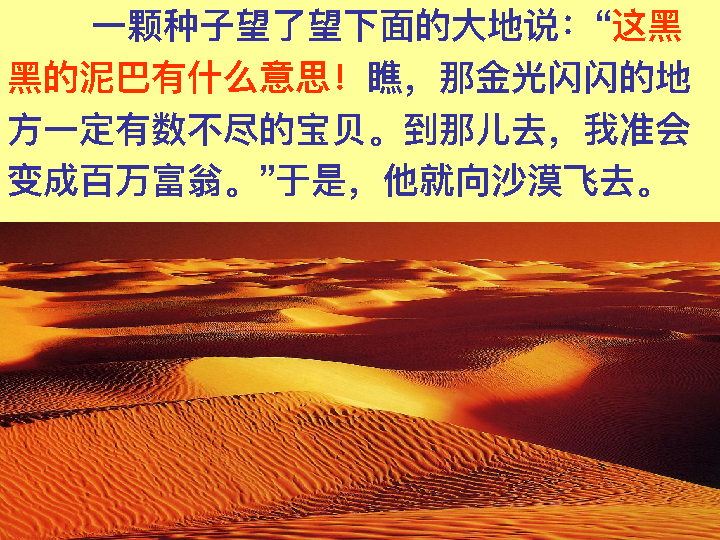 一颗种子望了望下面的大地说：“这黑
黑的泥巴有什么意思！瞧，那金光闪闪的地
方一定有数不尽的宝贝。到那儿去，我准会
变成百万富翁。”于是，他就向沙漠飞去。